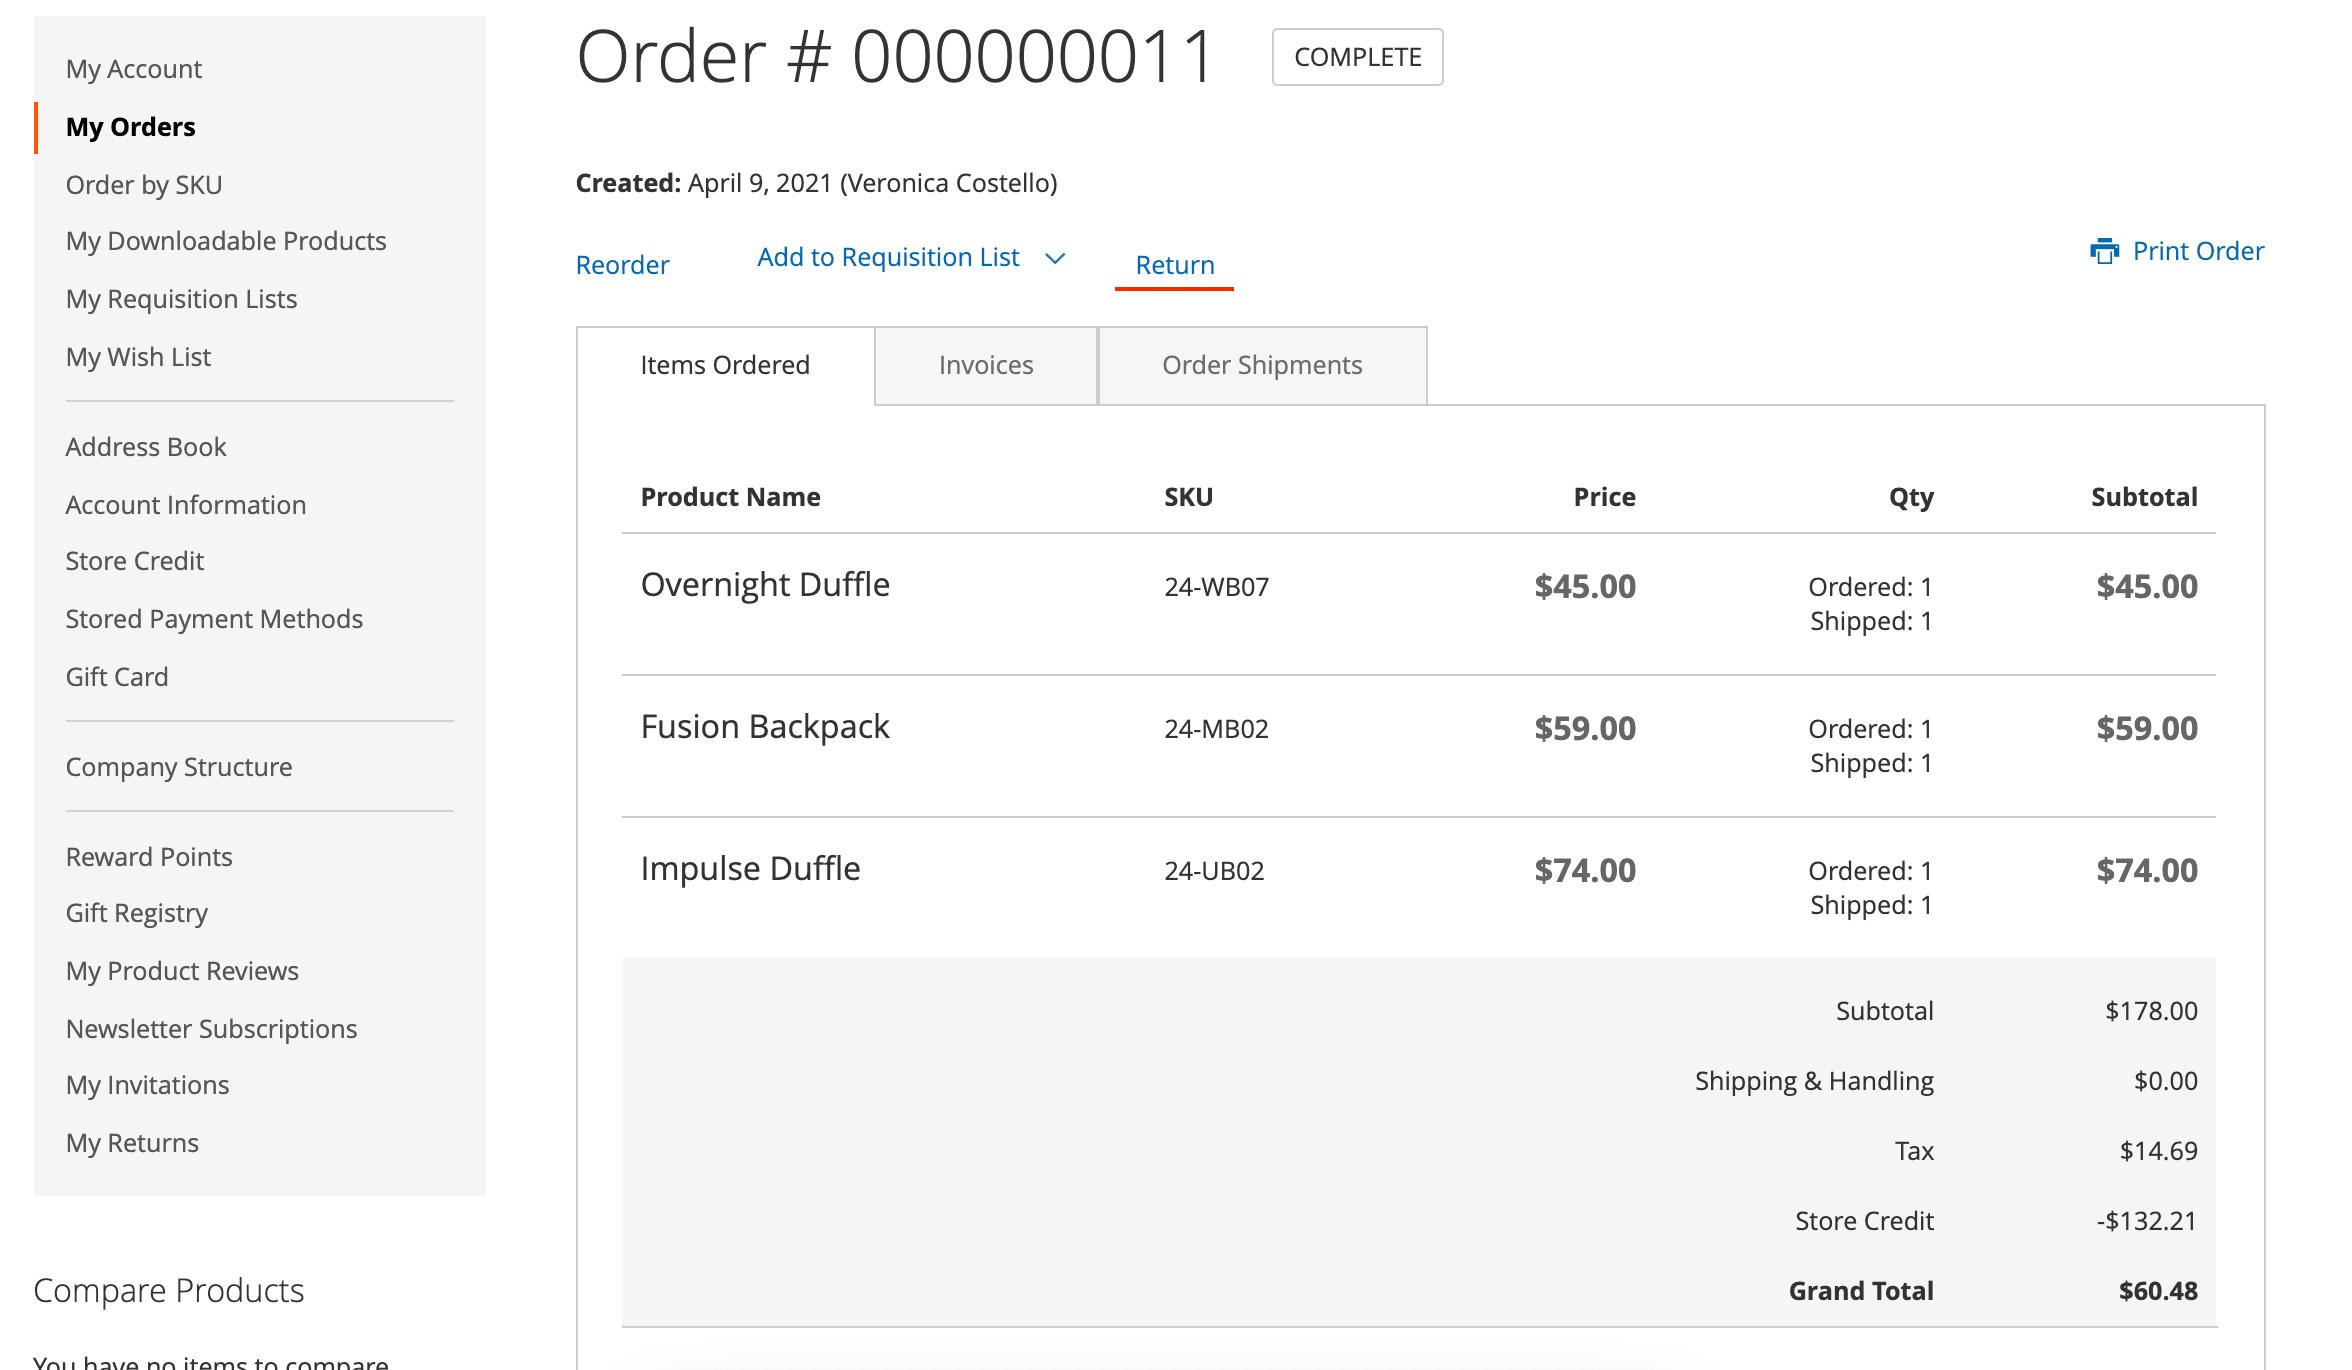 My Account
My Orders
Order by SKU
My Downloadable Products
My Requisition Lists
My Wish List
Address Book
Account Information
Store Credit
Stored Payment Methods
Gift Card
Company Structure
Reward Points
Gift Registry
My Product Reviews
Newsletter Subscriptions
My Invitations
My Returns
Compare Products
You have no items to compare
Order # 000000011 COMPLETE
Created: April 9, 2021 (Veronica Costello)
Reorder Add to Requisition List Return Print Order
Items Ordered Invoices Order Shipments
Product Name SKU Price Qty Subtotal
Overnight Duffle 24-WB07 $45.00 Ordered: 1 $45.00
Shipped: 1
Fusion Backpack 24-MB02 $59.00 Ordered: 1 $59.00
Shipped: 1
Impulse Duffle 24-UB02 $74.00 Ordered: 1 $74.00
Shipped: 1
Subtotal $178.00
Shipping & Handling $0.00
Tax $14.69
Store Credit -$132.21
Grand Total $60.48